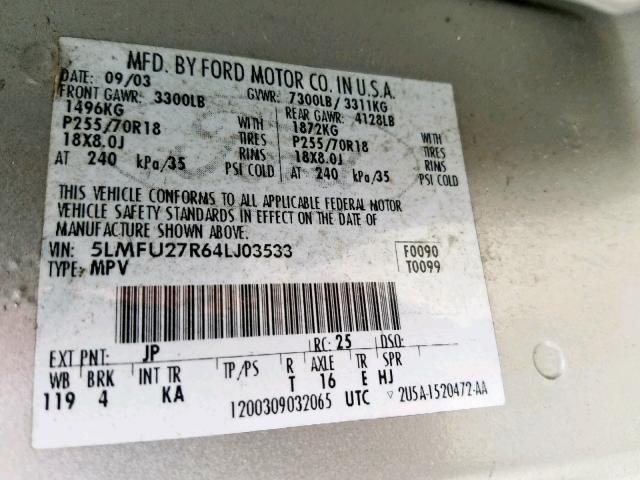 MFD. BY FORD MOTOR CO. IN U.S.A.
DATE: 09/03 GVWR: 7300LB/ 3311KG
FRONT GAWR: 3300LB REAR GAWR: 4128LB
1496KG WITH 1872KG WITH
P255/70R18 TIRES P255/70R18 TIRES
18X8.0J RIMS 18X8.0J RIMS
AT 240 kPa/35 PSI COLD AT 240 kPa/35 PSI COLD
THIS VEHICLE CONFORMS TO ALL APPLICABLE FEDERAL MOTOR
VEHICLE SAFETY STANDARDS IN EFFECT ON THE DATE OF
MANUFACTURE SHOWN ABOVE.
VIN: 5LMFU27R64LJ03533 F0090
TYPE: MPV T0099
EXT PNT: JP RC: 25 DSO:
WB BRK INT TR TP/PS R AXLE TR SPR
119 4 KA T 16 E HJ
1200309032065 UTC ▽ 2USA-1520472-AA